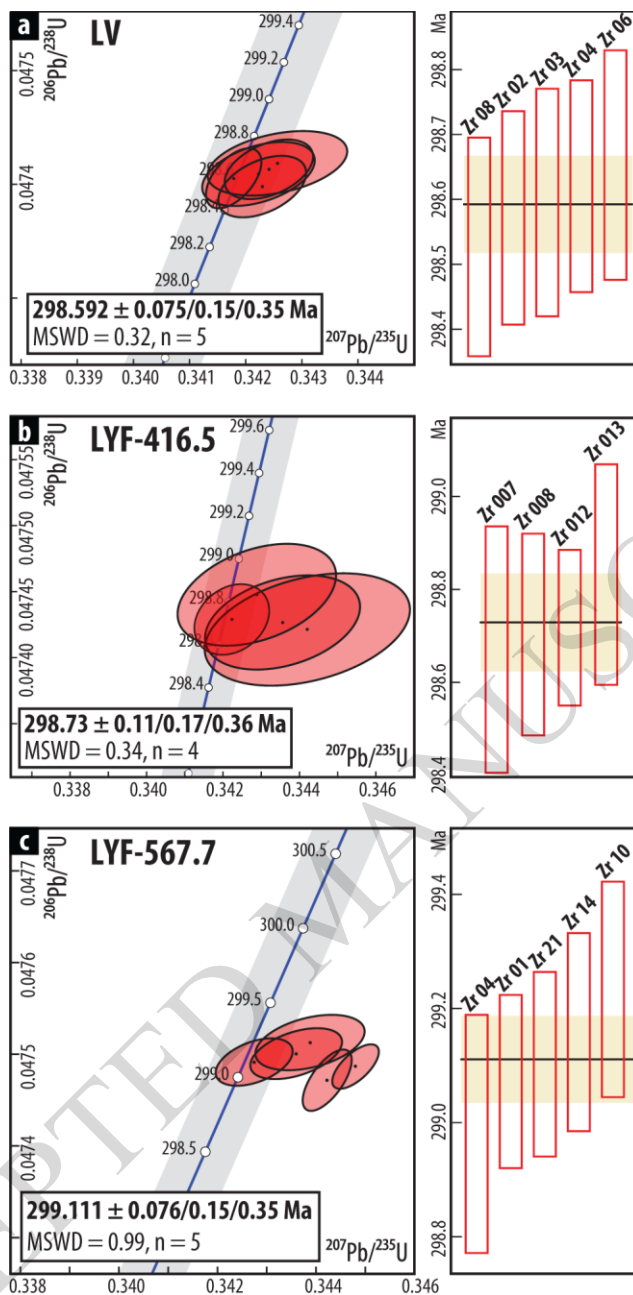 a
LV
²⁰⁶Pb/²³⁸U
0.0475
0.0474
299.4
299.2
299.0
298.8
298.4
298.2
298.0
298.592 ± 0.075/0.15/0.35 Ma
MSWD = 0.32, n = 5
²⁰⁷Pb/²³⁵U
0.338 0.339 0.340 0.341 0.342 0.343 0.344
Ma
298.8
298.7
298.6
298.5
298.4
Zr 08
Zr 02
Zr 03
Zr 04
Zr 06
b
LYF-416.5
²⁰⁶Pb/²³⁸U
0.04755
0.04750
0.04745
0.04740
299.6
299.4
299.2
299.0
298.8
298.4
298.73 ± 0.11/0.17/0.36 Ma
MSWD = 0.34, n = 4
²⁰⁷Pb/²³⁵U
0.338 0.340 0.342 0.344 0.346
Ma
299.0
298.8
298.6
298.4
Zr 007
Zr 008
Zr 012
Zr 013
c
LYF-567.7
²⁰⁶Pb/²³⁸U
0.0477
0.0476
0.0475
0.0474
300.5
300.0
299.5
299.0
298.5
299.111 ± 0.076/0.15/0.35 Ma
MSWD = 0.99, n = 5
²⁰⁷Pb/²³⁵U
0.338 0.340 0.342 0.344 0.346
Ma
299.4
299.2
299.0
298.8
Zr 04
Zr 01
Zr 21
Zr 14
Zr 10
EPTED MANUSC